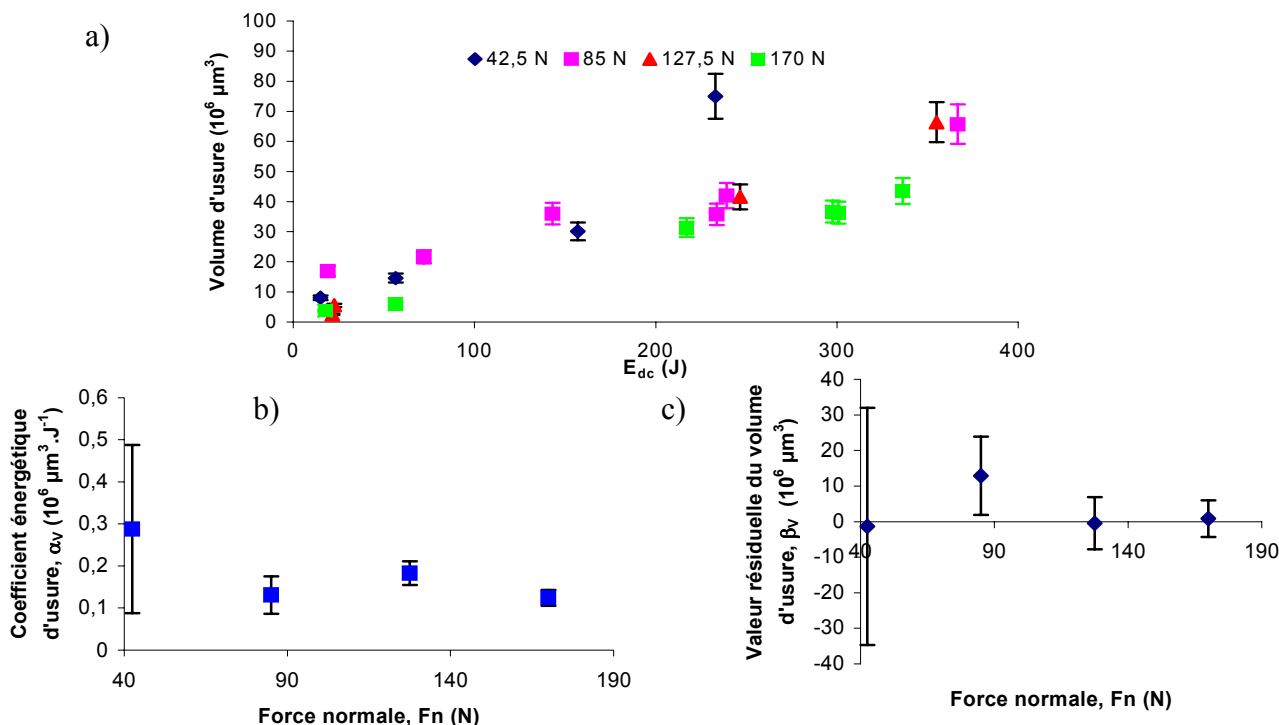 a)
Volume d'usure (10⁶ µm³)
100
90
80
70
60
50
40
30
20
10
0
42,5 N 85 N 127,5 N 170 N
0 100 200 300 400
E_dc (J)
b)
Coefficient énergétique
d'usure, α_V (10⁶ µm³.J⁻¹)
0,6
0,5
0,4
0,3
0,2
0,1
0
40 90 140 190
Force normale, Fn (N)
c)
Valeur résiduelle du volume
d'usure, β_V (10⁶ µm³)
40
30
20
10
0
-10
-20
-30
-40
40 90 140 190
Force normale, Fn (N)